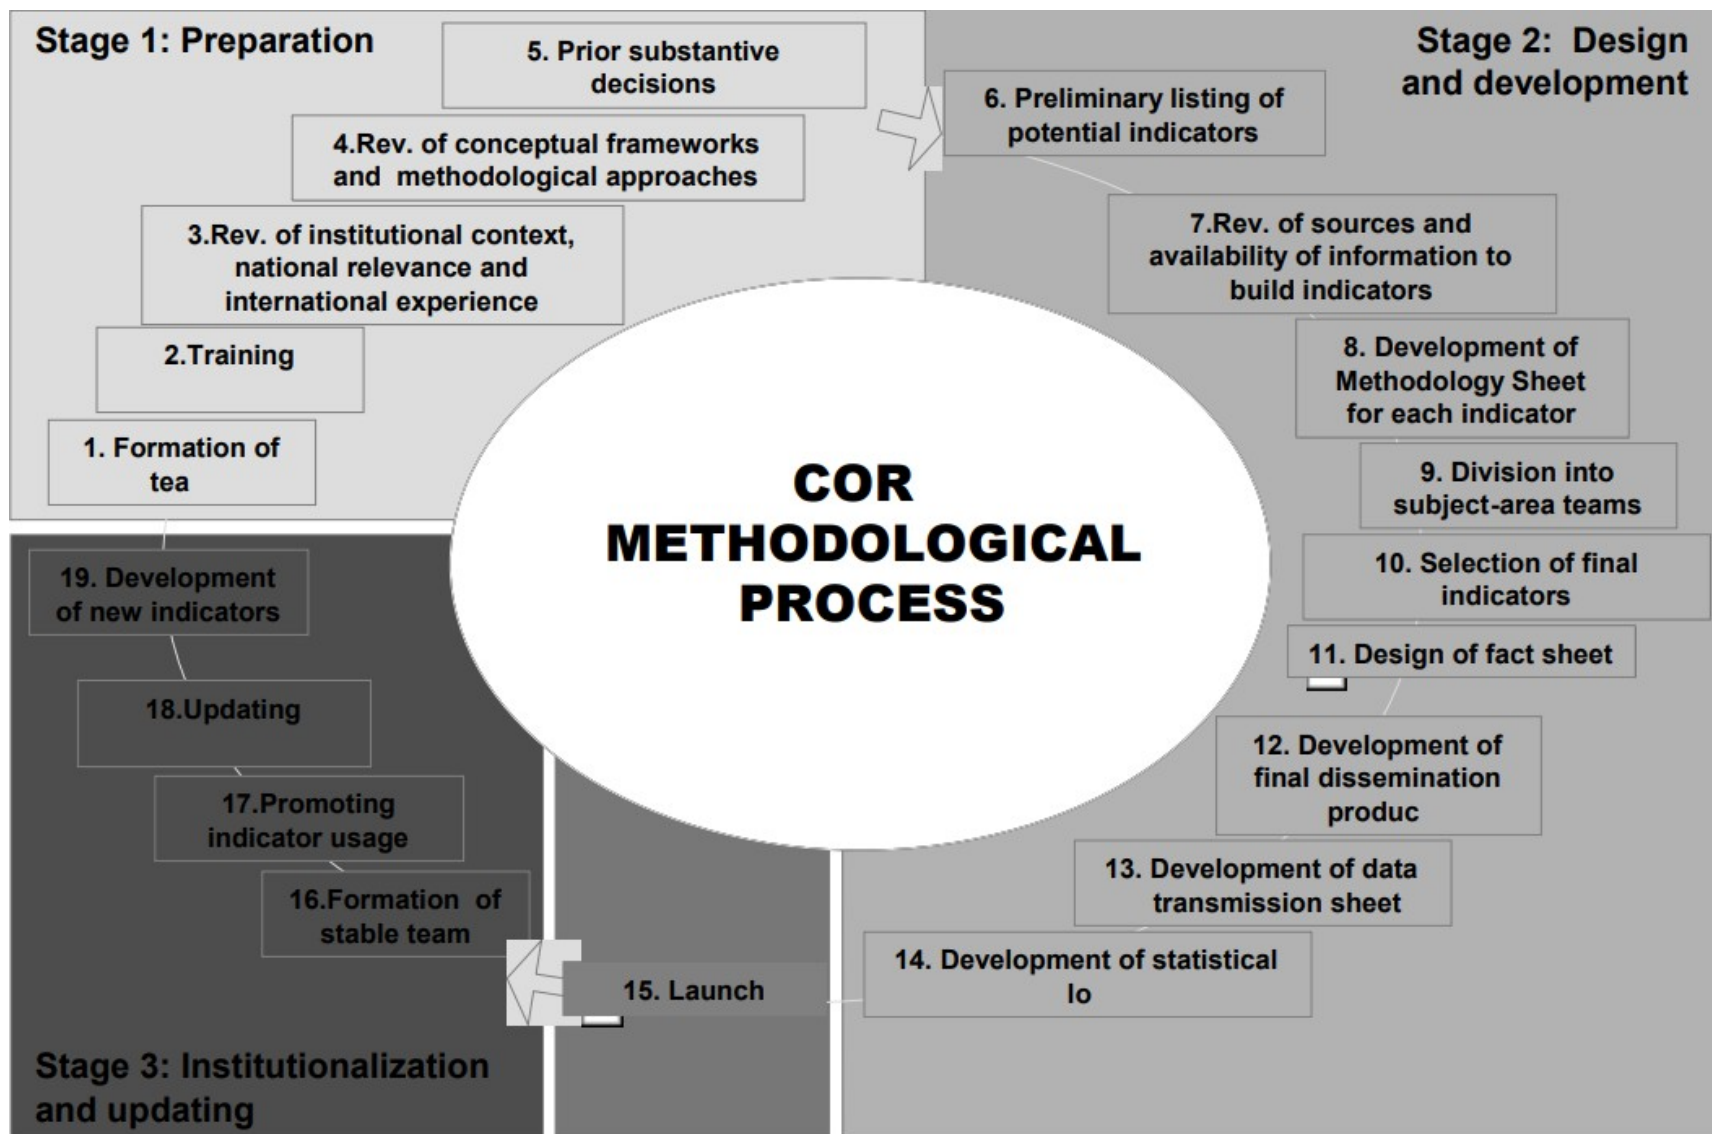 Stage 1: Preparation
5. Prior substantive
decisions
4.Rev. of conceptual frameworks
and methodological approaches
3.Rev. of institutional context,
national relevance and
international experience
2.Training
1. Formation of
tea
Stage 2: Design
and development
6. Preliminary listing of
potential indicators
7.Rev. of sources and
availability of information to
build indicators
8. Development of
Methodology Sheet
for each indicator
9. Division into
subject-area teams
10. Selection of final
indicators
11. Design of fact sheet
12. Development of
final dissemination
produc
13. Development of data
transmission sheet
14. Development of statistical
lo
15. Launch
COR
METHODOLOGICAL
PROCESS
19. Development
of new indicators
18.Updating
17.Promoting
indicator usage
16.Formation of
stable team
Stage 3: Institutionalization
and updating